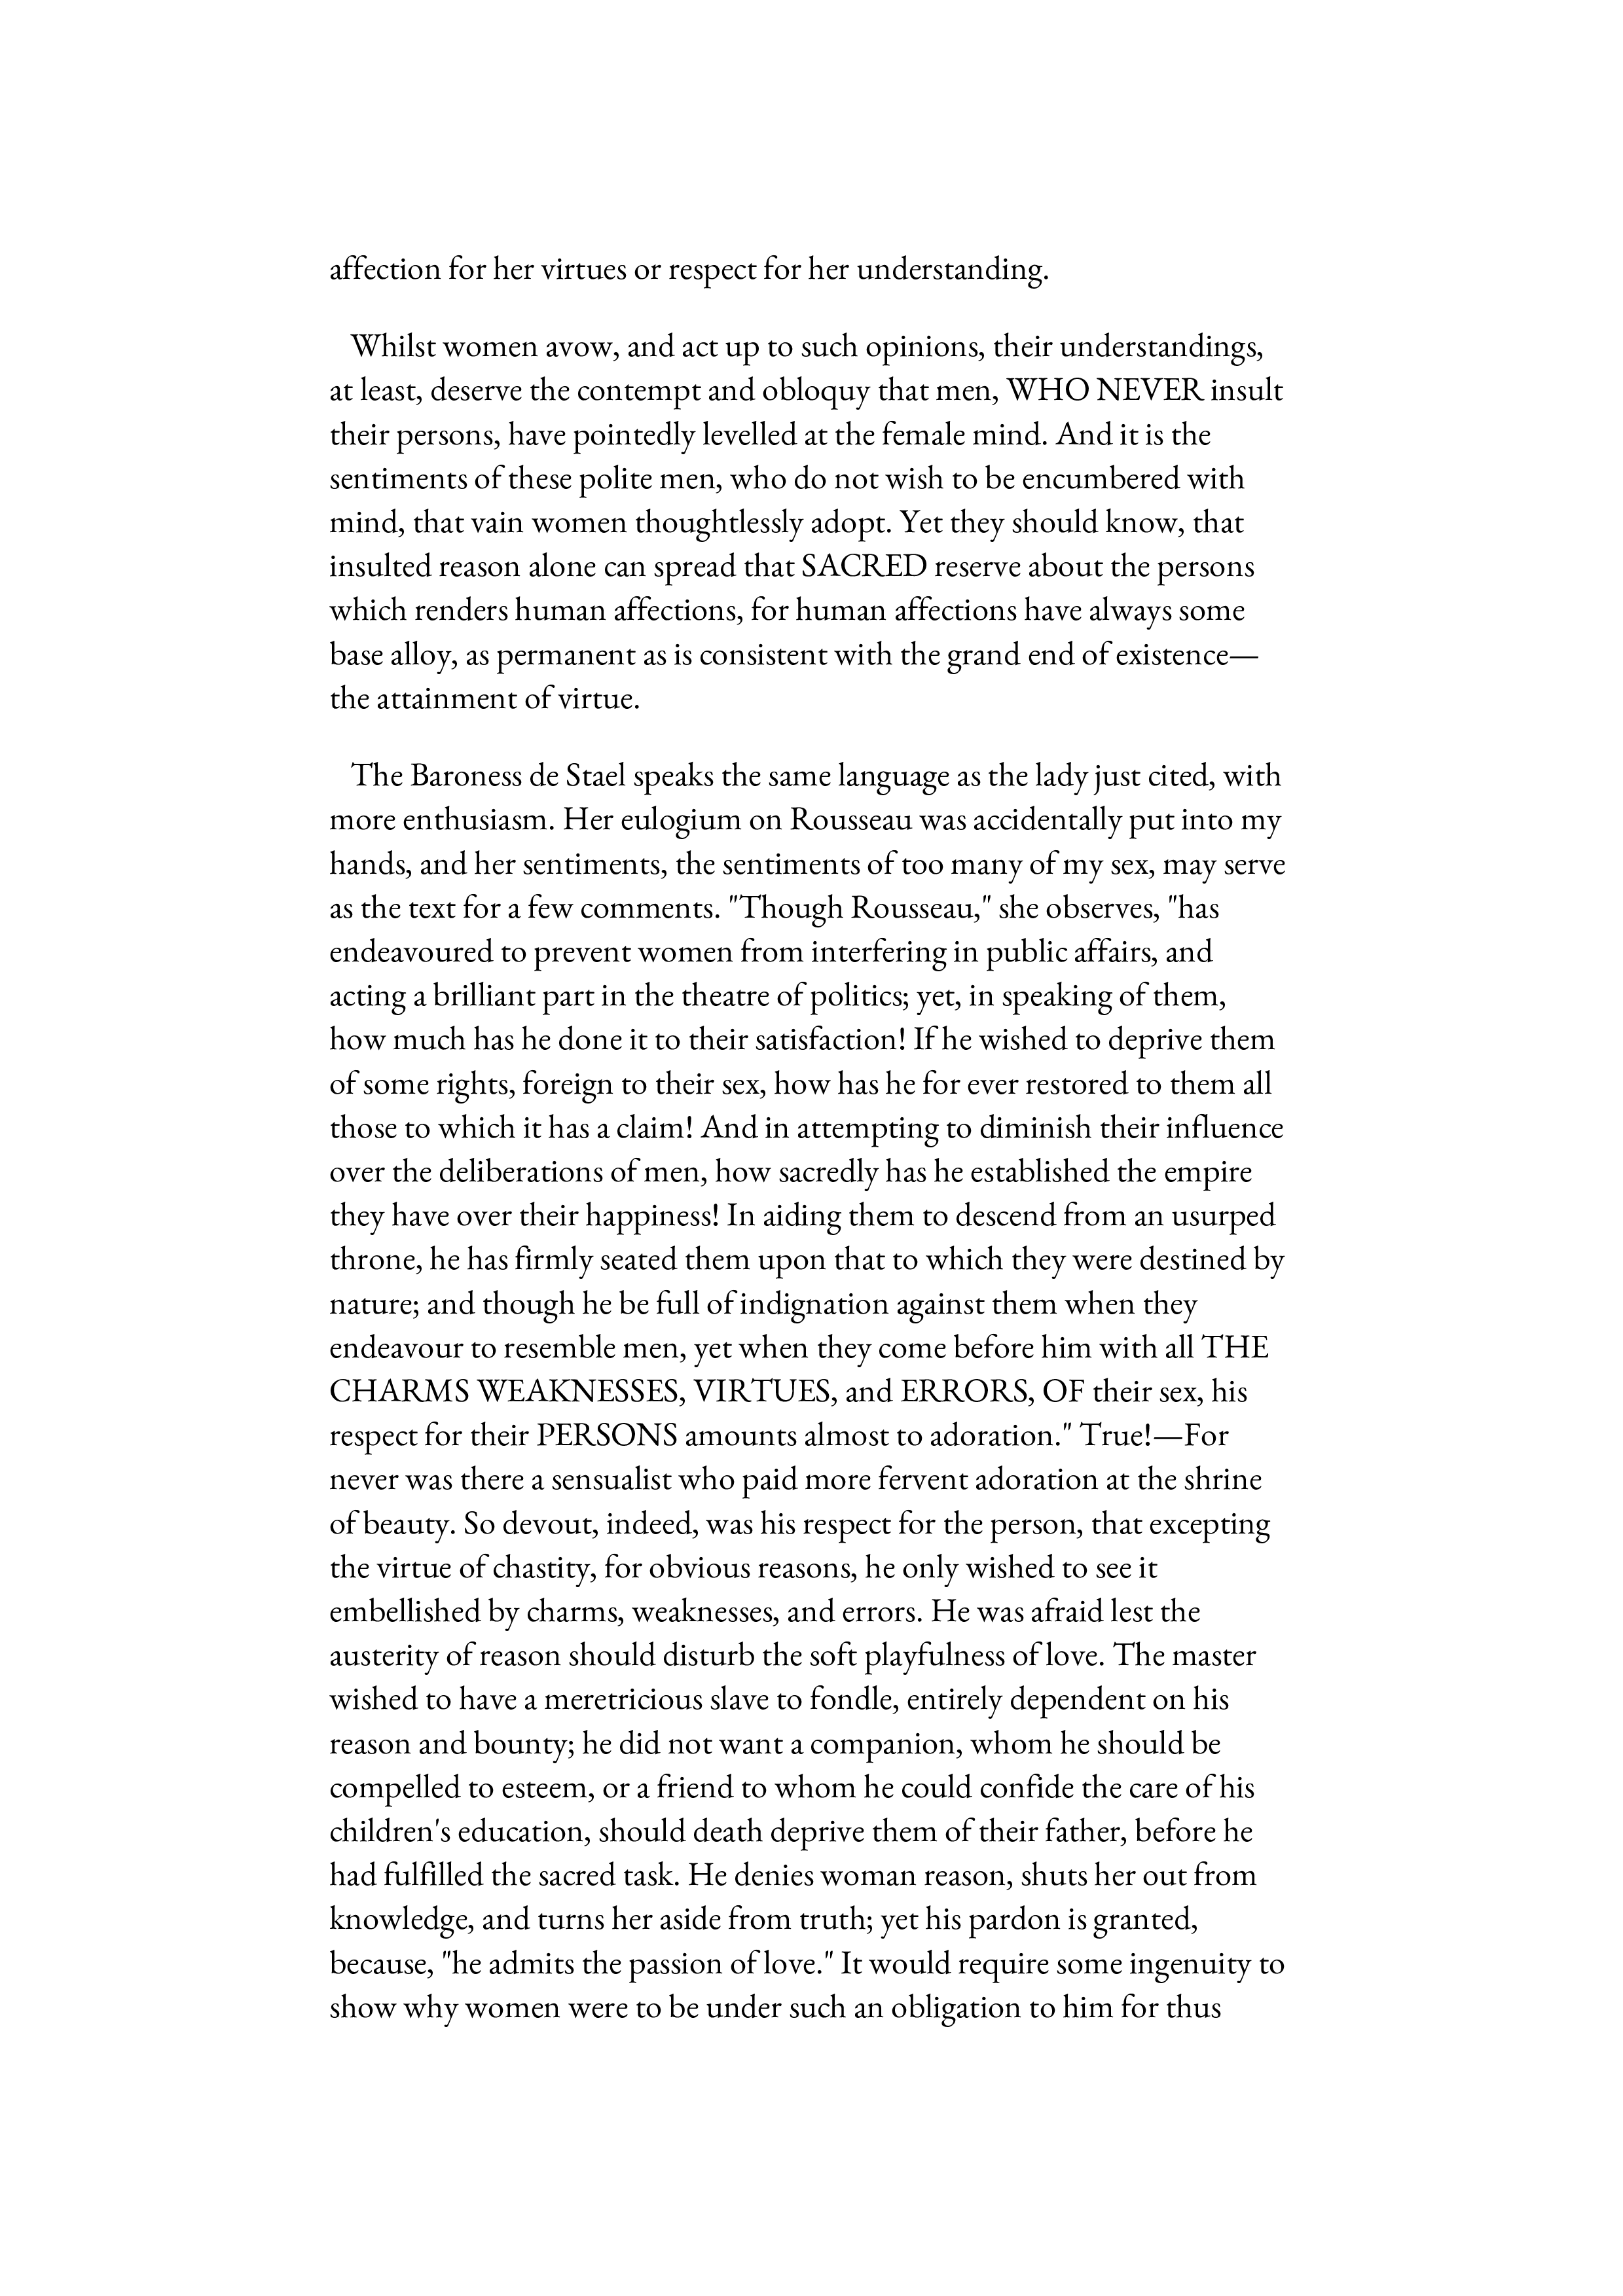 affection for her virtues or respect for her understanding.
Whilst women avow, and act up to such opinions, their understandings,
at least, deserve the contempt and obloquy that men, WHO NEVER insult
their persons, have pointedly levelled at the female mind. And it is the
sentiments of these polite men, who do not wish to be encumbered with
mind, that vain women thoughtlessly adopt. Yet they should know, that
insulted reason alone can spread that SACRED reserve about the persons
which renders human affections, for human affections have always some
base alloy, as permanent as is consistent with the grand end of existence—
the attainment of virtue.
The Baroness de Stael speaks the same language as the lady just cited, with
more enthusiasm. Her eulogium on Rousseau was accidentally put into my
hands, and her sentiments, the sentiments of too many of my sex, may serve
as the text for a few comments. "Though Rousseau," she observes, "has
endeavoured to prevent women from interfering in public affairs, and
acting a brilliant part in the theatre of politics; yet, in speaking of them,
how much has he done it to their satisfaction! If he wished to deprive them
of some rights, foreign to their sex, how has he for ever restored to them all
those to which it has a claim! And in attempting to diminish their influence
over the deliberations of men, how sacredly has he established the empire
they have over their happiness! In aiding them to descend from an usurped
throne, he has firmly seated them upon that to which they were destined by
nature; and though he be full of indignation against them when they
endeavour to resemble men, yet when they come before him with all THE
CHARMS WEAKNESSES, VIRTUES, and ERRORS, OF their sex, his
respect for their PERSONS amounts almost to adoration." True!—For
never was there a sensualist who paid more fervent adoration at the shrine
of beauty. So devout, indeed, was his respect for the person, that excepting
the virtue of chastity, for obvious reasons, he only wished to see it
embellished by charms, weaknesses, and errors. He was afraid lest the
austerity of reason should disturb the soft playfulness of love. The master
wished to have a meretricious slave to fondle, entirely dependent on his
reason and bounty; he did not want a companion, whom he should be
compelled to esteem, or a friend to whom he could confide the care of his
children's education, should death deprive them of their father, before he
had fulfilled the sacred task. He denies woman reason, shuts her out from
knowledge, and turns her aside from truth; yet his pardon is granted,
because, "he admits the passion of love." It would require some ingenuity to
show why women were to be under such an obligation to him for thus